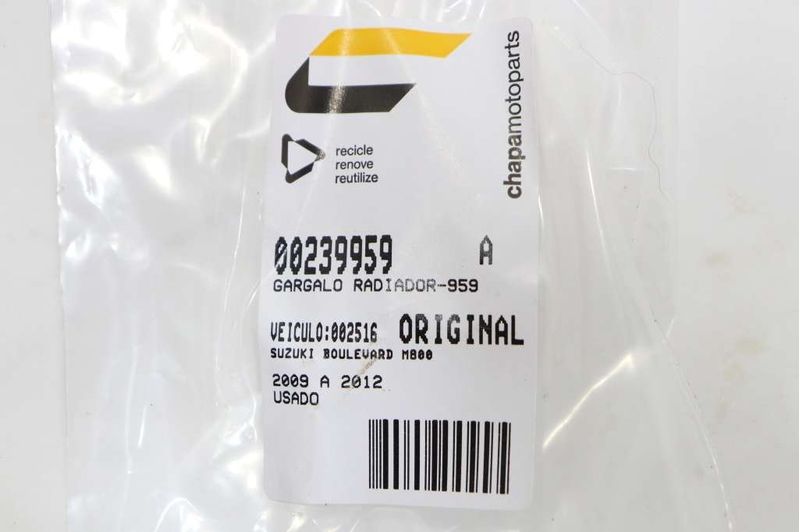 chapamotoparts
recicle
renove
reutilize
00239959 A
GARGALO RADIADOR-959
VEICULO:002516 ORIGINAL
SUZUKI BOULEVARD M800
2009 A 2012
USADO